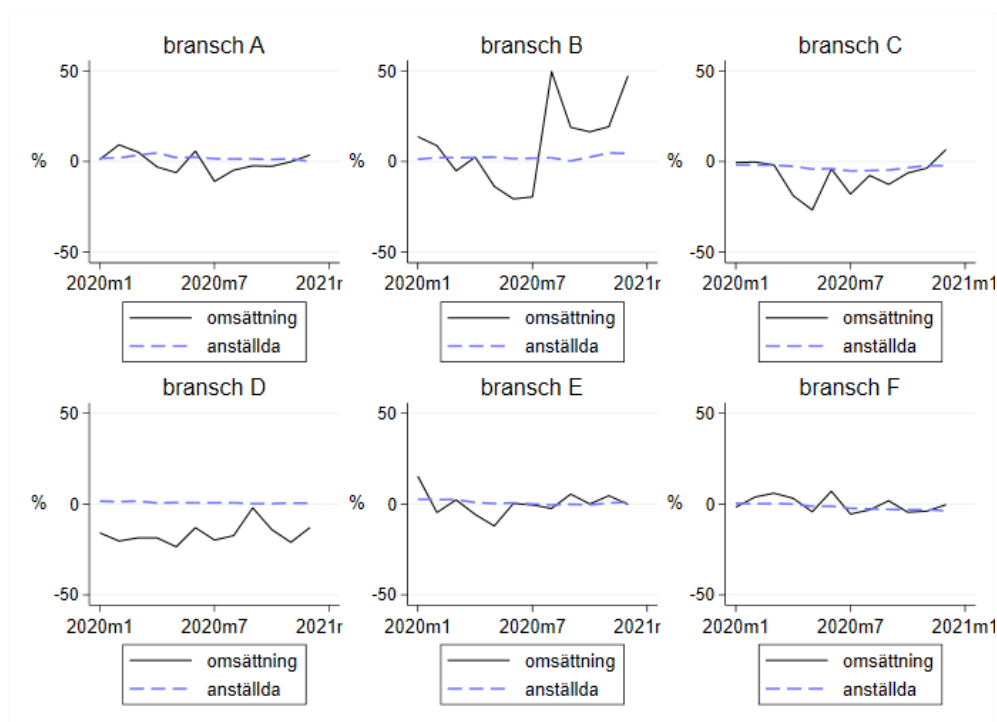 bransch A
50
0
-50
%
2020m1 2020m7 2021r
omsättning
anställda
bransch B
50
0
-50
%
2020m1 2020m7 2021r
omsättning
anställda
bransch C
50
0
-50
%
2020m1 2020m7 2021m1
omsättning
anställda
bransch D
50
0
-50
%
2020m1 2020m7 2021r
omsättning
anställda
bransch E
50
0
-50
%
2020m1 2020m7 2021r
omsättning
anställda
bransch F
50
0
-50
%
2020m1 2020m7 2021m1
omsättning
anställda